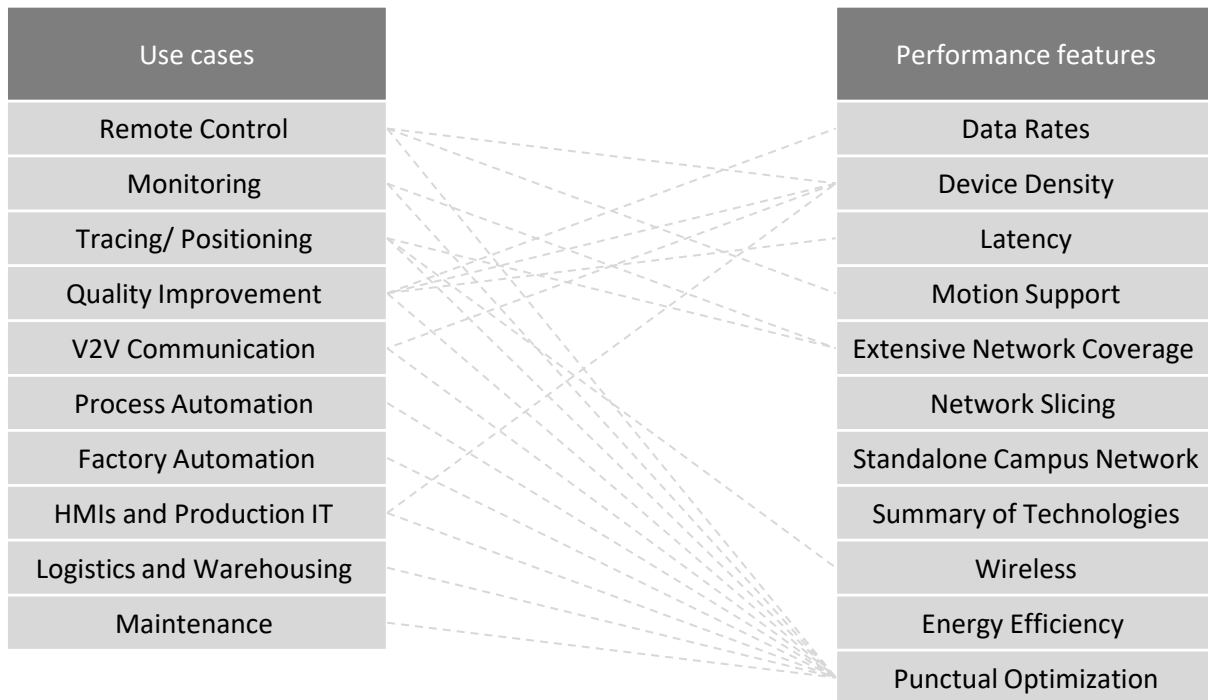 Use cases
Remote Control
Monitoring
Tracing/ Positioning
Quality Improvement
V2V Communication
Process Automation
Factory Automation
HMIs and Production IT
Logistics and Warehousing
Maintenance
Performance features
Data Rates
Device Density
Latency
Motion Support
Extensive Network Coverage
Network Slicing
Standalone Campus Network
Summary of Technologies
Wireless
Energy Efficiency
Punctual Optimization